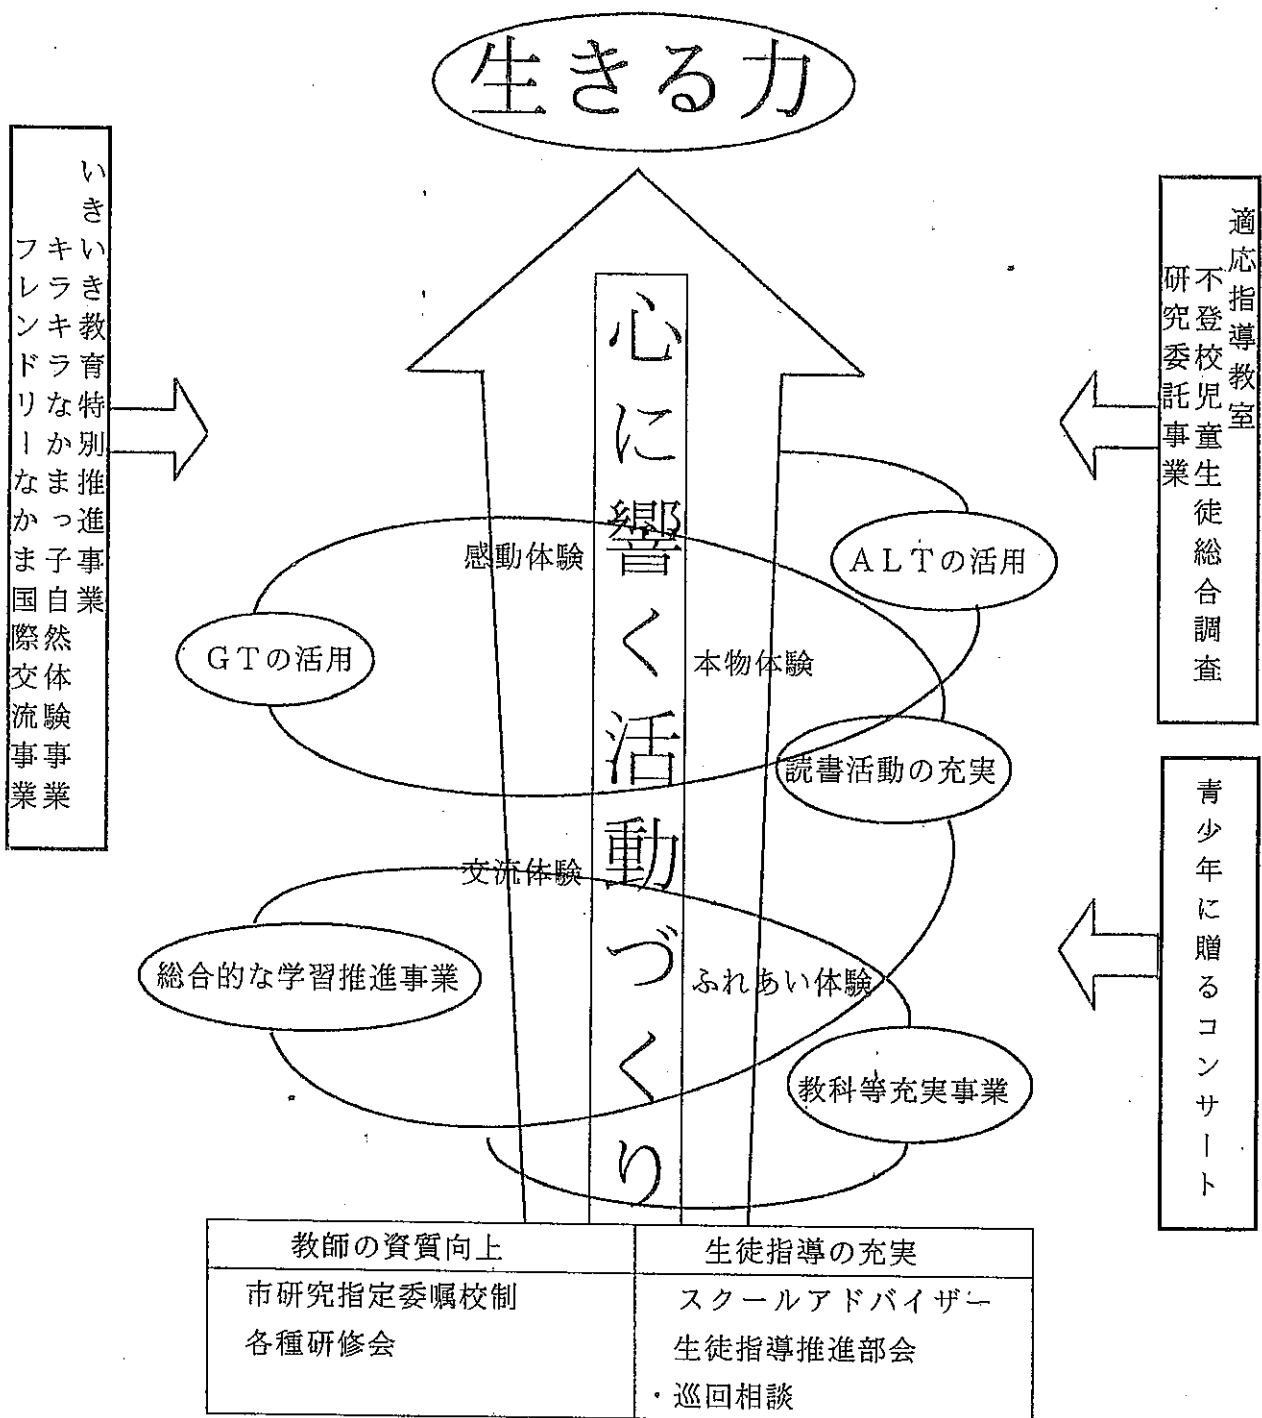 生きる力
いきいき教育特別推進事業
キラキラなかまっ子自然体験事業
フレンドリーなかま国際交流事業
適応指導教室
不登校児童生徒総合調査
研究委託事業
心に響く活動づくり
感動体験
ALTの活用
GTの活用
本物体験
読書活動の充実
青少年に贈るコンサート
交流体験
総合的な学習推進事業
ふれあい体験
教科等充実事業
教師の資質向上
市研究指定委嘱校制
各種研修会
生徒指導の充実
スクールアドバイザー
生徒指導推進部会
・巡回相談